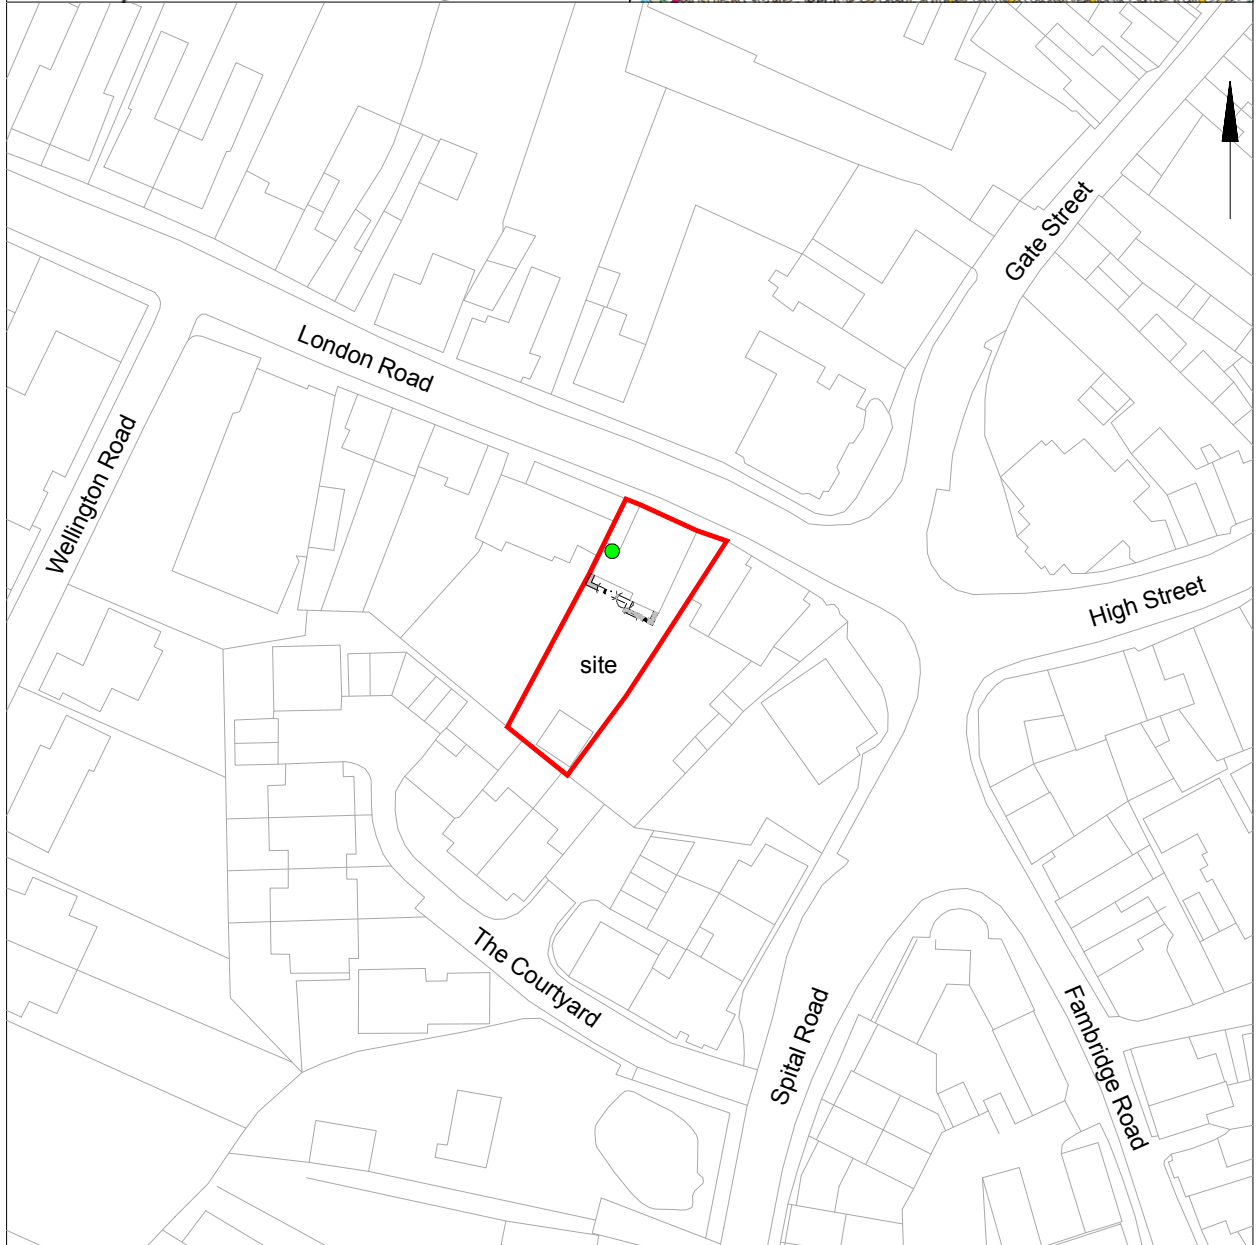 Gate Street
London Road
Wellington Road
High Street
site
The Courtyard
Spital Road
Fambridge Road